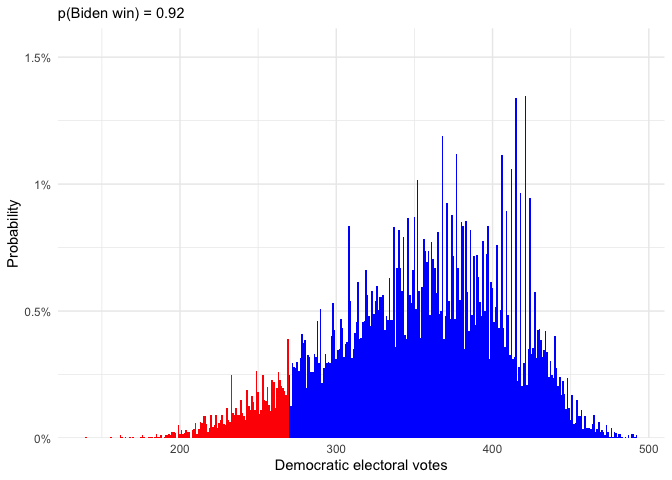 p(Biden win) = 0.92
1.5%
1%
0.5%
0%
Probability
200
300
400
500
Democratic electoral votes